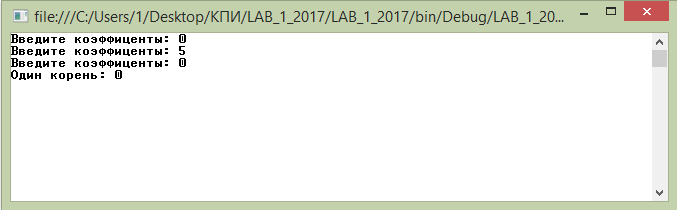 file:///C:/Users/1/Desktop/КПИ/LAB_1_2017/LAB_1_2017/bin/Debug/LAB_1_20...
Введите коэффиценты: 0
Введите коэффиценты: 5
Введите коэффиценты: 0
Один корень: 0